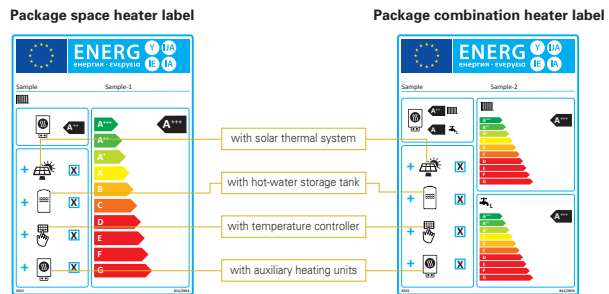 Package space heater label
Package combination heater label
ENERG Y IJA IE IA
енергия · ενεργεια
Sample Sample-1
A++
A+++
A+++
A++
A+
A
B
C
D
E
F
G
+ X
+ X
+ X
+ X
2015 811/2013
with solar thermal system
with hot-water storage tank
with temperature controller
with auxiliary heating units
ENERG Y IJA IE IA
енергия · ενεργεια
Sample Sample-2
A++
A
+ X
+ X
+ X
+ X
A+++
A+++
A++
A+
A
B
C
D
E
F
G
L
A+++
A+++
A++
A+
A
B
C
D
E
F
G
2015 811/2013